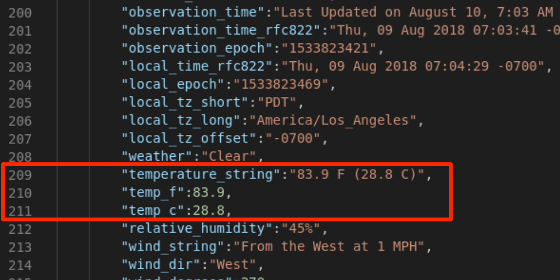 200 "observation_time":"Last Updated on August 10, 7:03 AM
201 "observation_time_rfc822":"Thu, 09 Aug 2018 07:03:41 -0
202 "observation_epoch":"1533823421",
203 "local_time_rfc822":"Thu, 09 Aug 2018 07:04:29 -0700",
204 "local_epoch":"1533823469",
205 "local_tz_short":"PDT",
206 "local_tz_long":"America/Los_Angeles",
207 "local_tz_offset":"-0700",
208 "weather":"Clear",
209 "temperature_string":"83.9 F (28.8 C)",
210 "temp_f":83.9,
211 "temp_c":28.8,
212 "relative_humidity":"45%",
213 "wind_string":"From the West at 1 MPH",
214 "wind_dir":"West",